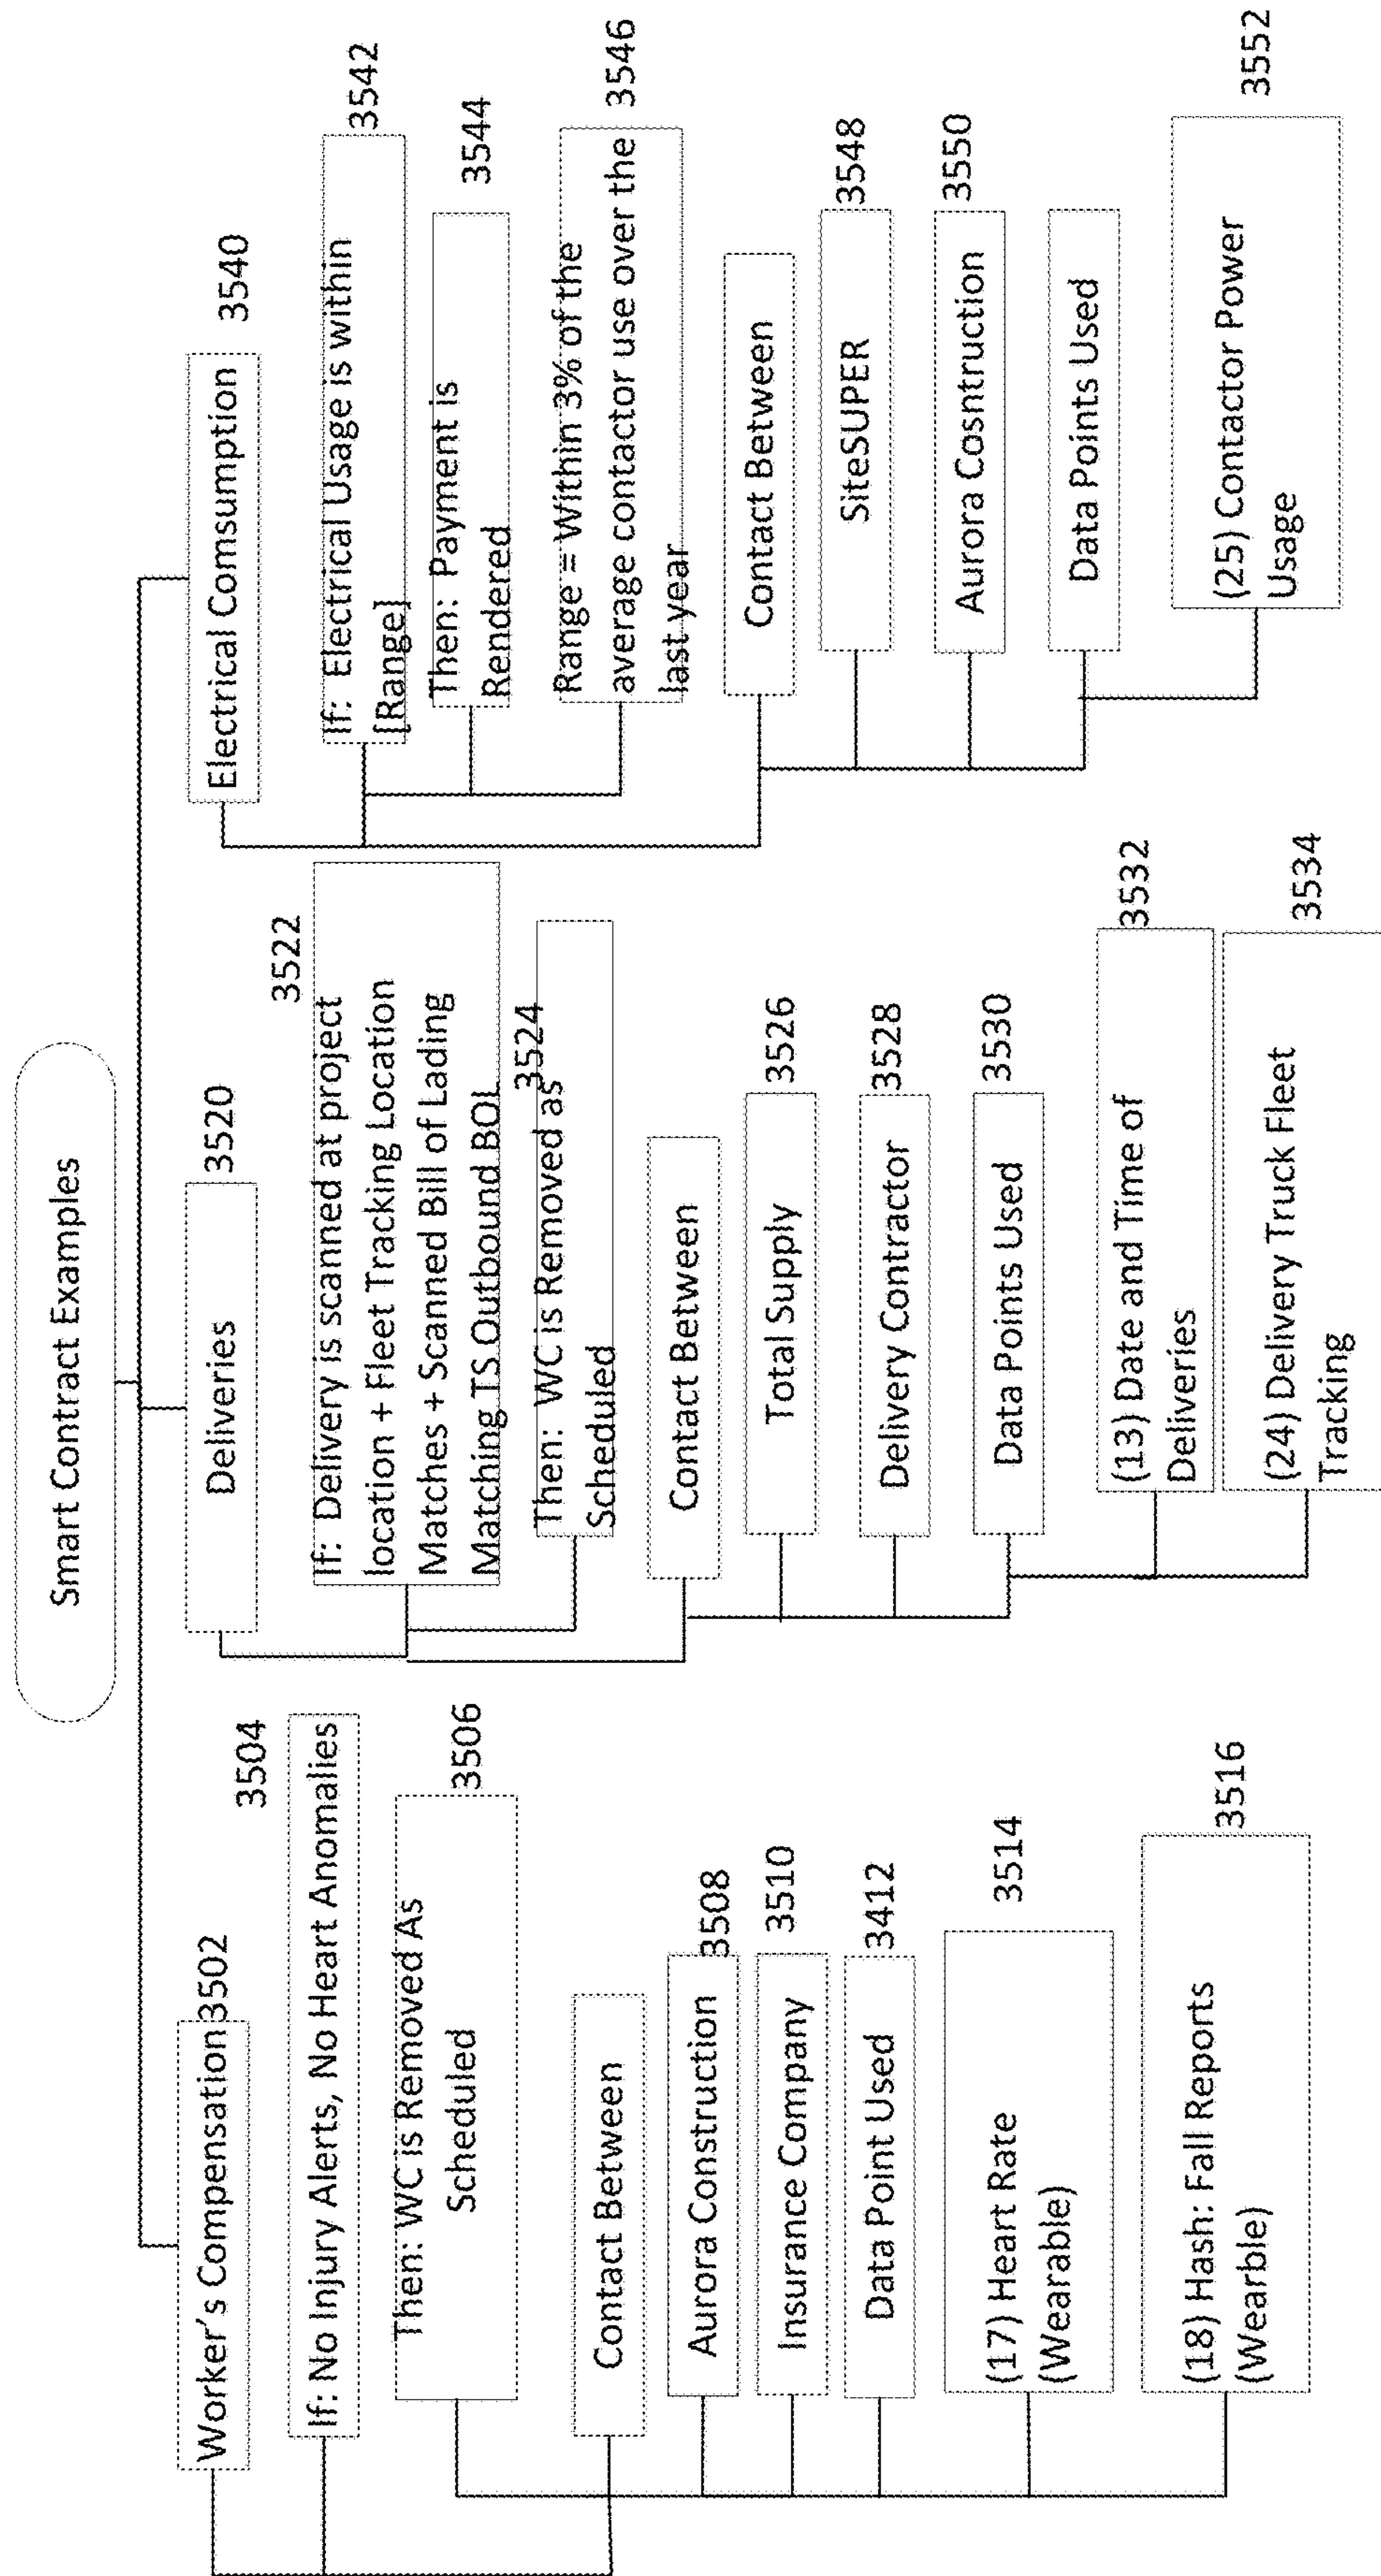 Smart Contract Examples
Worker's Compensation
3502
3504
If: No Injury Alerts, No Heart Anomalies
Then: WC is Removed As
Scheduled
3506
Contact Between
Aurora Construction
3508
Insurance Company
3510
Data Point Used
3412
(17) Heart Rate
(Wearable)
3514
(18) Hash: Fall Reports
(Wearble)
3516
Deliveries
3520
3522
If: Delivery is scanned at project
location + Fleet Tracking Location
Matches + Scanned Bill of Lading
Matching TS Outbound BOL
3524
Then: WC is Removed as
Scheduled
Contact Between
Total Supply
3526
Delivery Contractor
3528
Data Points Used
3530
(13) Date and Time of
Deliveries
3532
(24) Delivery Truck Fleet
Tracking
3534
Electrical Comsumption
3540
If: Electrical Usage is within
[Range]
3542
Then: Payment is
Rendered
3544
Range = Within 3% of the
average contactor use over the
last year
3546
Contact Between
SiteSUPER
3548
Aurora Cosntruction
3550
Data Points Used
(25) Contactor Power
Usage
3552